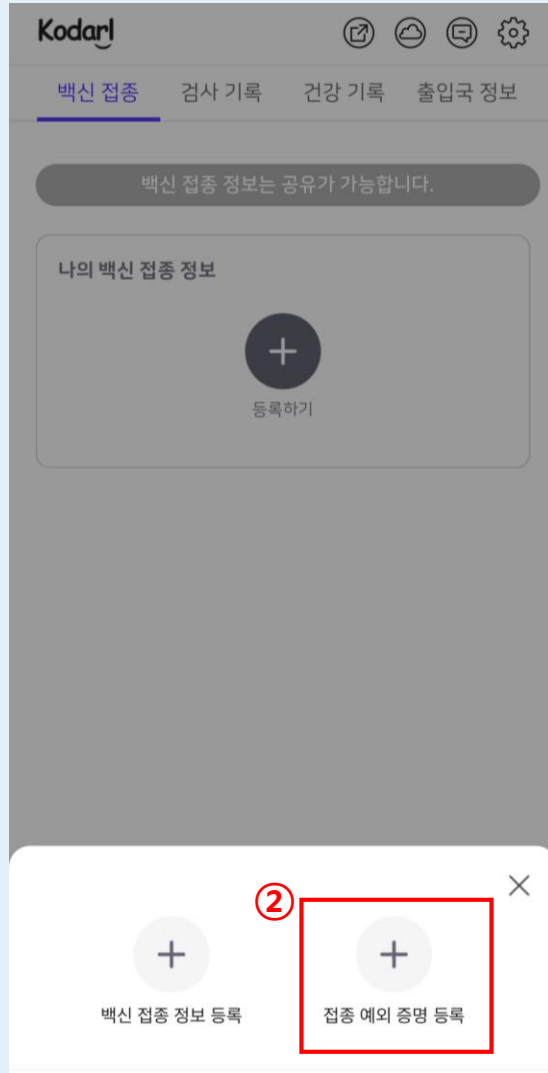 Kodarl
백신 접종 검사 기록 건강 기록 출입국 정보
백신 접종 정보는 공유가 가능합니다.
나의 백신 접종 정보
등록하기
②
백신 접종 정보 등록 접종 예외 증명 등록